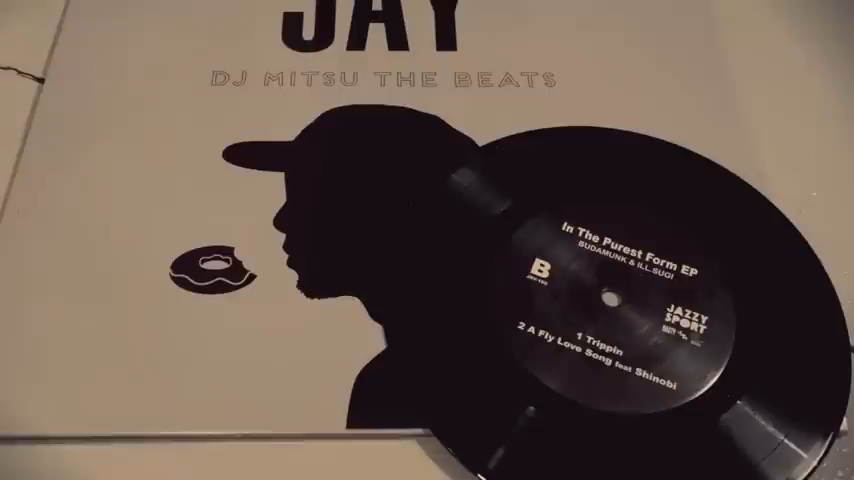 JAY
DJ MITSU THE BEATS
In The Purest Form EP
BUDAMUNK & ILL.SUGI
B
JAZZY
SPORT
1 Trippin
2 A Fly Love Song feat Shinobi